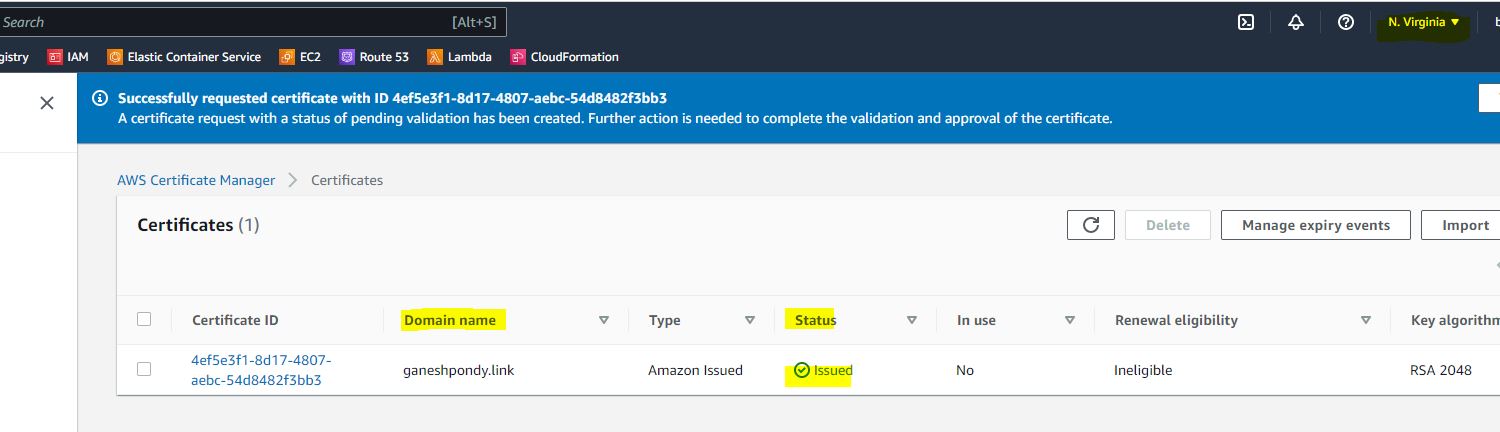 Search [Alt+S] N. Virginia ▼
gistry IAM Elastic Container Service EC2 Route 53 Lambda CloudFormation
Successfully requested certificate with ID 4ef5e3f1-8d17-4807-aebc-54d8482f3bb3
A certificate request with a status of pending validation has been created. Further action is needed to complete the validation and approval of the certificate.
AWS Certificate Manager > Certificates
Certificates (1) Delete Manage expiry events Import
Certificate ID Domain name Type Status In use Renewal eligibility Key algorithm
4ef5e3f1-8d17-4807-
aebc-54d8482f3bb3 ganeshpondy.link Amazon Issued Issued No Ineligible RSA 2048